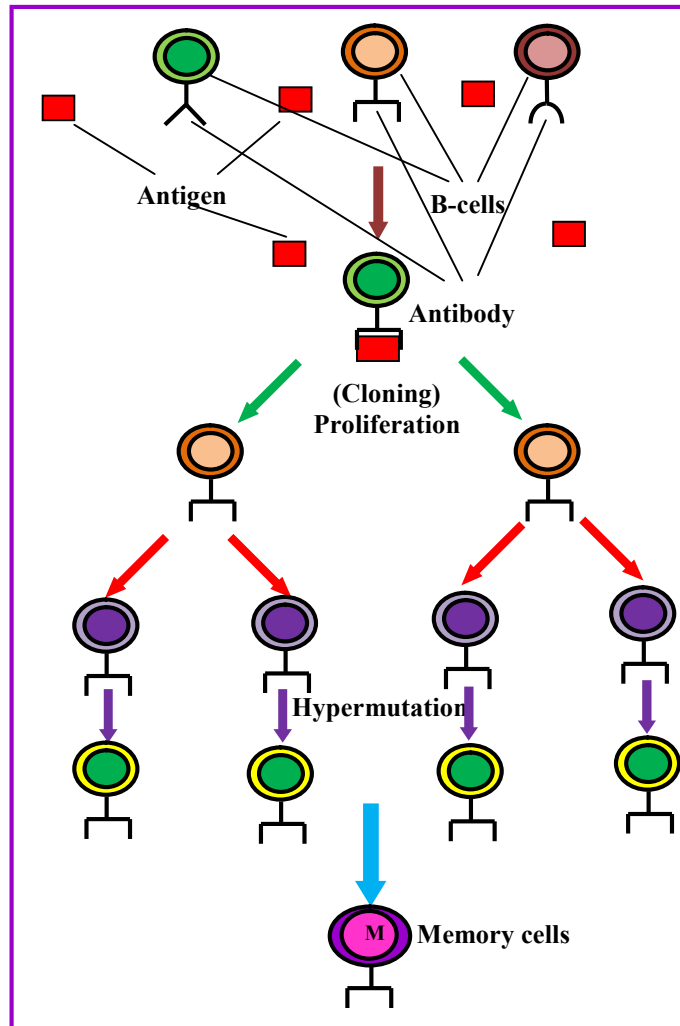 Antigen
B-cells
Antibody
(Cloning)
Proliferation
Hypermutation
M
Memory cells